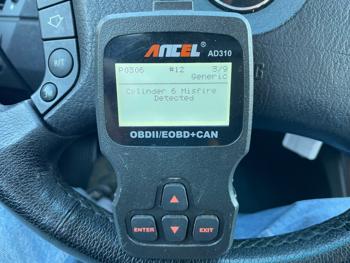 ANCEL® AD310
P0306 #12 3/9
Generic
Cylinder 6 Misfire
Detected
OBDII/EOBD+CAN
ENTER
EXIT